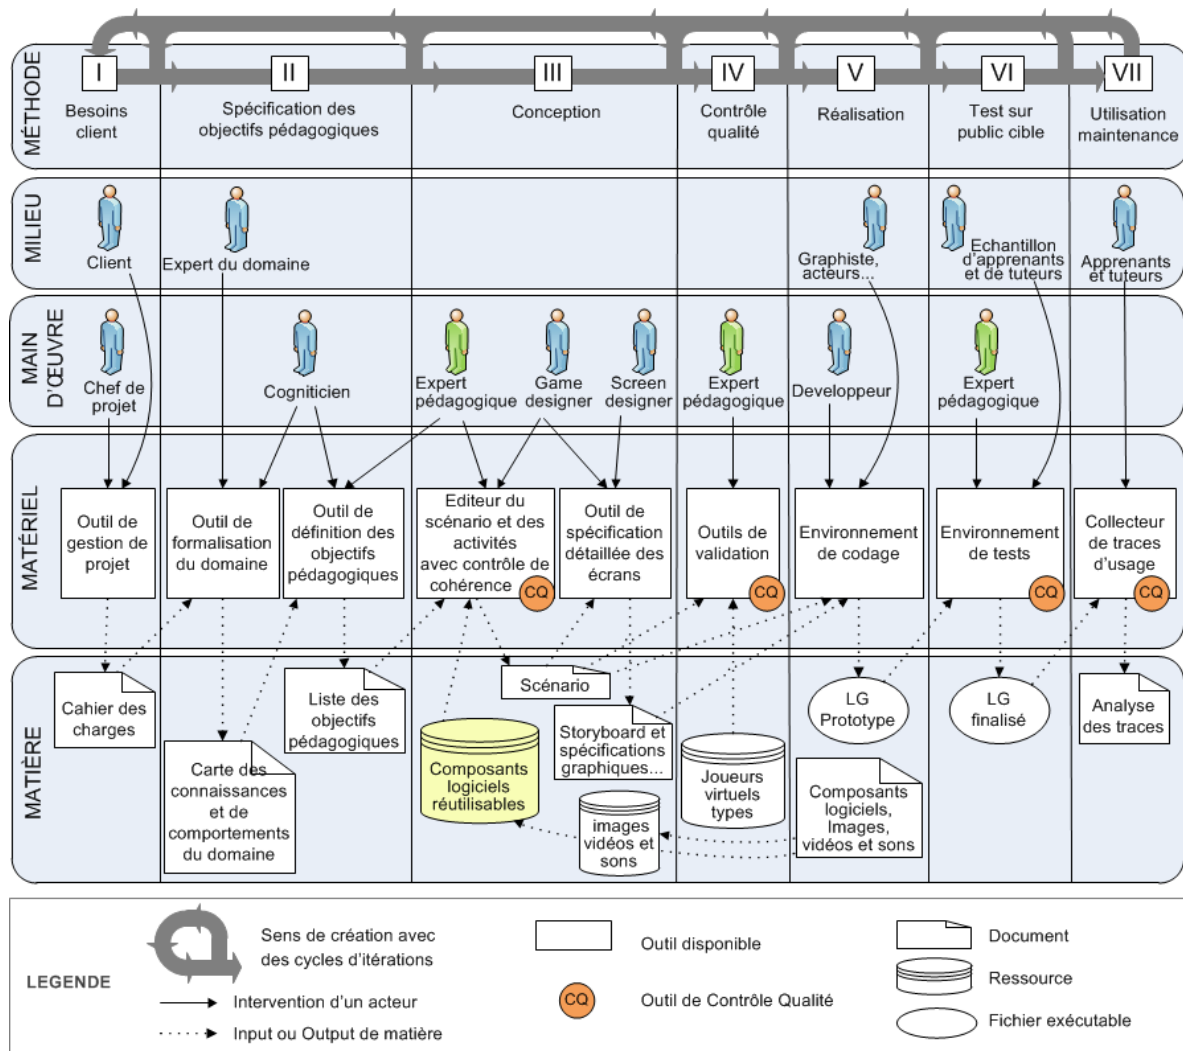 MÉTHODE
I
II
III
IV
V
VI
VII
Besoins
client
Spécification des
objectifs pédagogiques
Conception
Contrôle
qualité
Réalisation
Test sur
public cible
Utilisation
maintenance
MILIEU
Client
Expert du domaine
Graphiste,
acteurs...
Echantillon
d'apprenants
et de tuteurs
Apprenants
et tuteurs
MAIN
D'ŒUVRE
Chef de
projet
Cogniticien
Expert
pédagogique
Game
designer
Screen
designer
Expert
pédagogique
Developpeur
Expert
pédagogique
MATÉRIEL
Outil de
gestion de
projet
Outil de
formalisation
du domaine
Outil de
définition des
objectifs
pédagogiques
Editeur du
scénario et des
activités
avec contrôle de
cohérence
CQ
Outil de
spécification
détaillée des
écrans
Outils de
validation
CQ
Environnement
de codage
Environnement
de tests
CQ
Collecteur
de traces
d'usage
CQ
MATIÈRE
Cahier des
charges
Carte des
connaissances
et de
comportements
du domaine
Liste des
objectifs
pédagogiques
Scénario
Composants
logiciels
réutilisables
Storyboard et
spécifications
graphiques...
images
vidéos et
sons
Joueurs
virtuels
types
LG
Prototype
Composants
logiciels,
Images,
vidéos et sons
LG
finalisé
Analyse
des traces
LEGENDE
Sens de création avec
des cycles d'itérations
Intervention d'un acteur
Input ou Output de matière
Outil disponible
CQ
Outil de Contrôle Qualité
Document
Ressource
Fichier exécutable